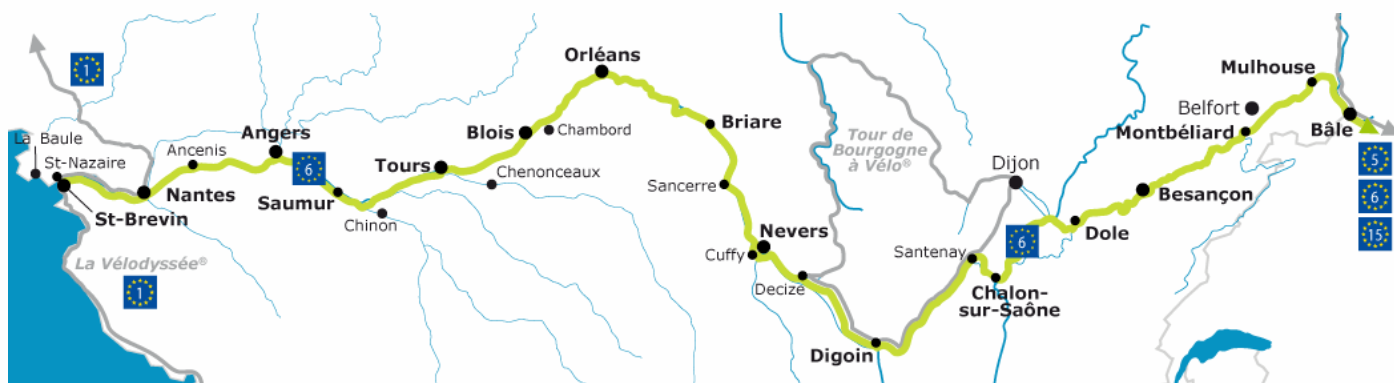 1
La Baule
St-Nazaire
St-Brevin
Nantes
Ancenis
Angers
6
Saumur
Chinon
Tours
Chenonceaux
Blois
Chambord
Orléans
Briare
Sancerre
Nevers
Cuffy
Decize
Digoin
La Vélodyssée®
1
Tour de
Bourgogne
à Vélo®
Dijon
Santenay
6
Chalon-
sur-Saône
Dole
Besançon
Belfort
Montbéliard
Mulhouse
Bâle
5
6
15